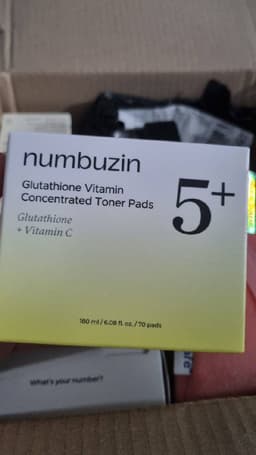 numbuzin
Glutathione Vitamin
Concentrated Toner Pads
5+
Glutathione
+ Vitamin C
180 ml / 6.08 fl. oz. / 70 pads
What's your number?